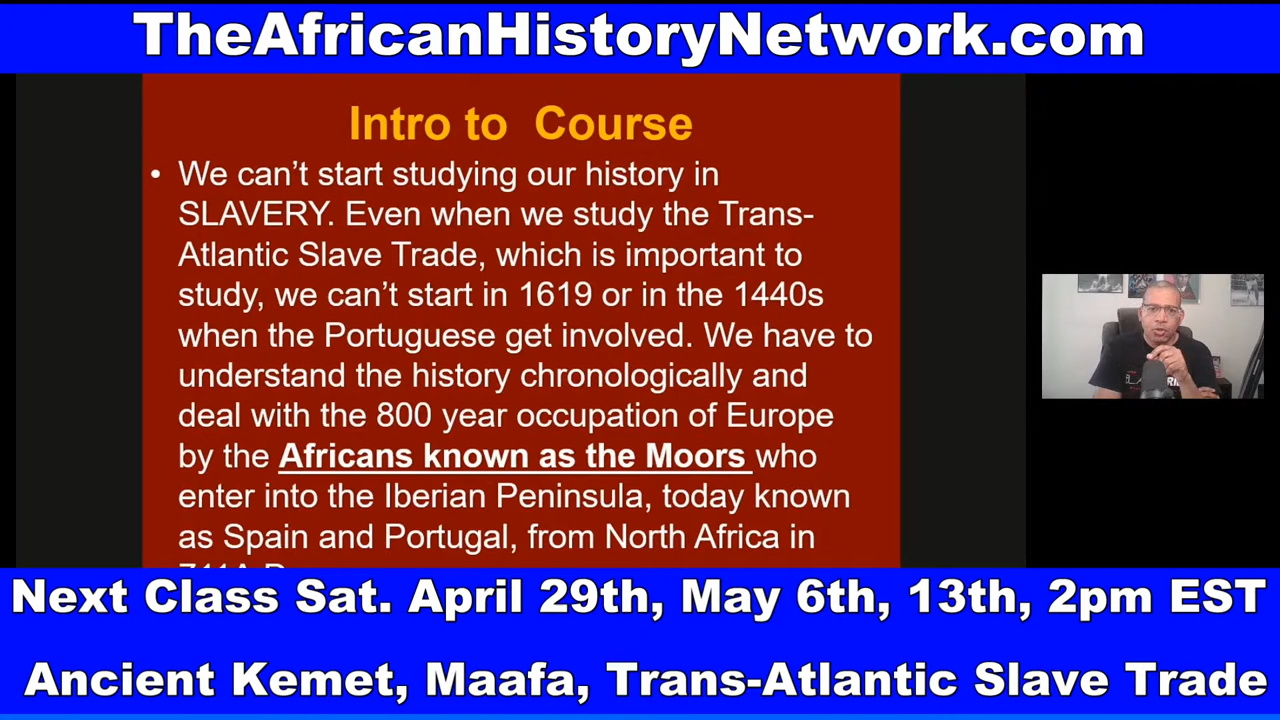 TheAfricanHistoryNetwork.com
Intro to Course
• We can't start studying our history in
SLAVERY. Even when we study the Trans-
Atlantic Slave Trade, which is important to
study, we can't start in 1619 or in the 1440s
when the Portuguese get involved. We have to
understand the history chronologically and
deal with the 800 year occupation of Europe
by the Africans known as the Moors who
enter into the Iberian Peninsula, today known
as Spain and Portugal, from North Africa in
Next Class Sat. April 29th, May 6th, 13th, 2pm EST
Ancient Kemet, Maafa, Trans-Atlantic Slave Trade